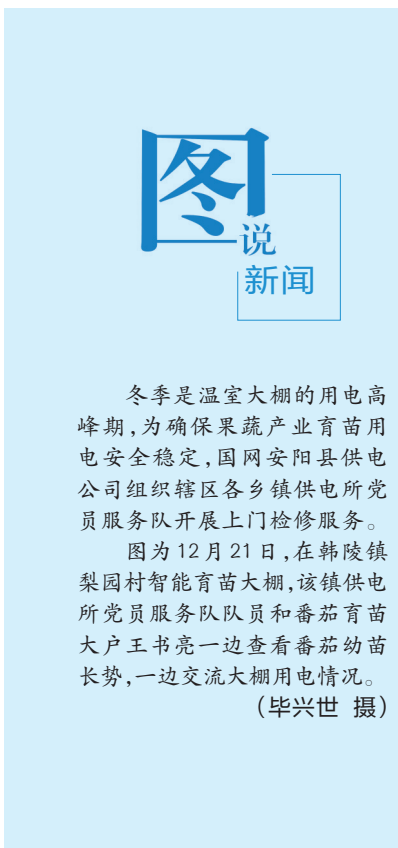 图
说
新闻
冬季是温室大棚的用电高
峰期,为确保果蔬产业育苗用
电安全稳定,国网安阳县供电
公司组织辖区各乡镇供电所党
员服务队开展上门检修服务。
图为12月21日,在韩陵镇
梨园村智能育苗大棚,该镇供电
所党员服务队队员和番茄育苗
大户王书亮一边查看番茄幼苗
长势,一边交流大棚用电情况。
(毕兴世 摄)